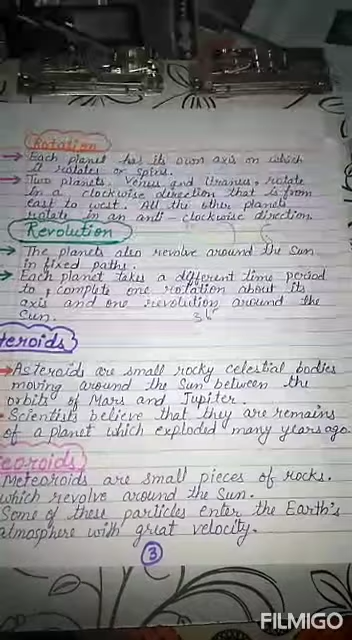 Rotation
→ Each planet has its own axis on which
it rotates or spins.
→ Two planets, Venus and Uranus, rotate
in a clockwise direction that is from
east to west. All the other planets
rotate in an anti-clockwise direction.
Revolution
→ The planets also revolve around the Sun
in fixed paths.
→ Each planet takes a different time period
to complete one rotation about its
axis and one revolution around the
Sun.
teroids
→ Asteroids are small rocky celestial bodies
moving around the Sun between the
orbits of Mars and Jupiter.
Scientists believe that they are remains
of a planet which exploded many years ago
eoroids
Meteoroids are small pieces of rocks.
which revolve around the Sun.
Some of these particles enter the Earth's
atmosphere with great velocity.
3
FILMIGO